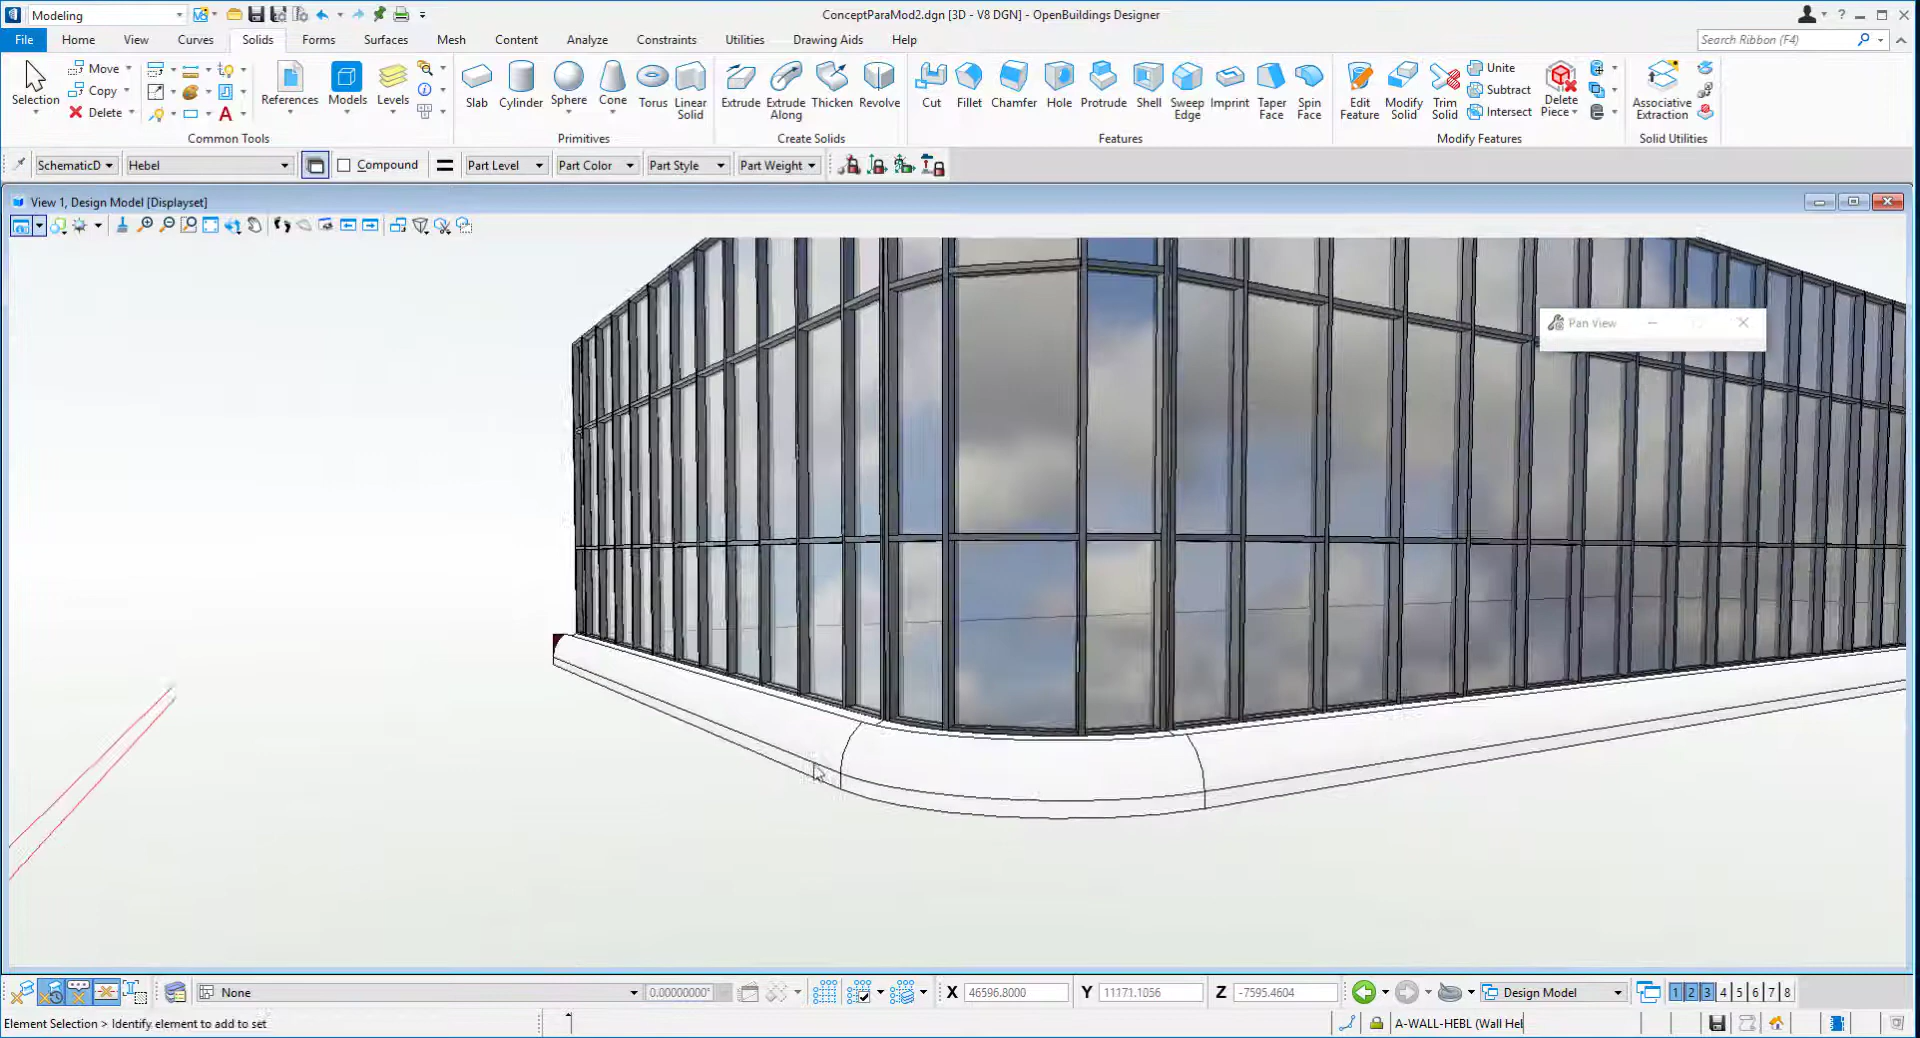 Modeling
ConceptParaMod2.dgn [3D - V8 DGN] - OpenBuildings Designer
File Home View Curves Solids Forms Surfaces Mesh Content Analyze Constraints Utilities Drawing Aids Help
Search Ribbon (F4)
Selection Move Copy Delete References Models Levels
Common Tools
Slab Cylinder Sphere Cone Torus Linear Solid
Primitives
Extrude Extrude Along Thicken Revolve
Create Solids
Cut Fillet Chamfer Hole Protrude Shell Sweep Edge Imprint Taper Face Spin Face
Features
Edit Feature Modify Solid Trim Solid Unite Subtract Intersect Delete Piece
Modify Features
Associative Extraction
Solid Utilities
SchematicD Hebel Compound Part Level Part Color Part Style Part Weight
View 1, Design Model [Displayset]
Pan View
None 0.00000000° X 46596.8000 Y 11171.1056 Z -7595.4604 Design Model 1 2 3 4 5 6 7 8
Element Selection > Identify element to add to set
A-WALL-HEBL (Wall Hel